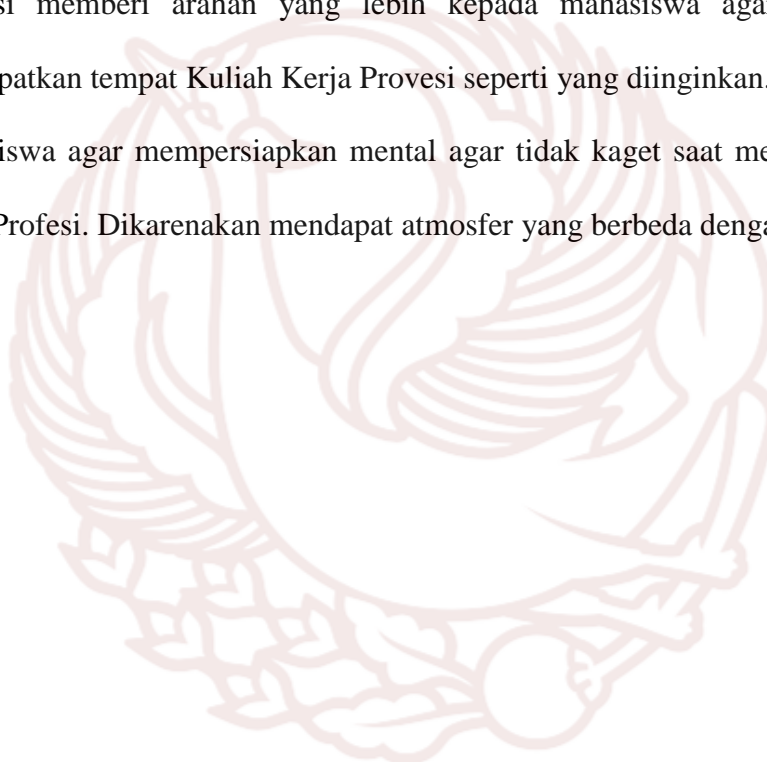 si memberi arahan yang lebih kepada mahasiswa agar
patkan tempat Kuliah Kerja Provesi seperti yang diinginkan.
iswa agar mempersiapkan mental agar tidak kaget saat me
Profesi. Dikarenakan mendapat atmosfer yang berbeda denga